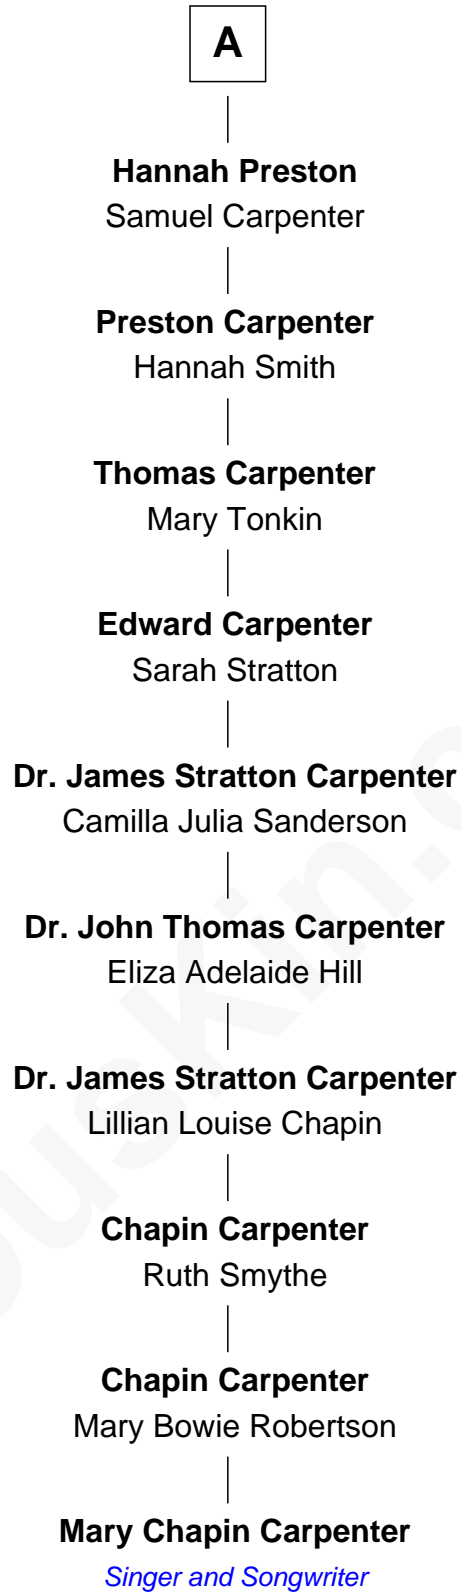 A
Hannah Preston
Samuel Carpenter
Preston Carpenter
Hannah Smith
Thomas Carpenter
Mary Tonkin
Edward Carpenter
Sarah Stratton
Dr. James Stratton Carpenter
Camilla Julia Sanderson
Dr. John Thomas Carpenter
Eliza Adelaide Hill
Dr. James Stratton Carpenter
Lillian Louise Chapin
Chapin Carpenter
Ruth Smythe
Chapin Carpenter
Mary Bowie Robertson
Mary Chapin Carpenter
Singer and Songwriter